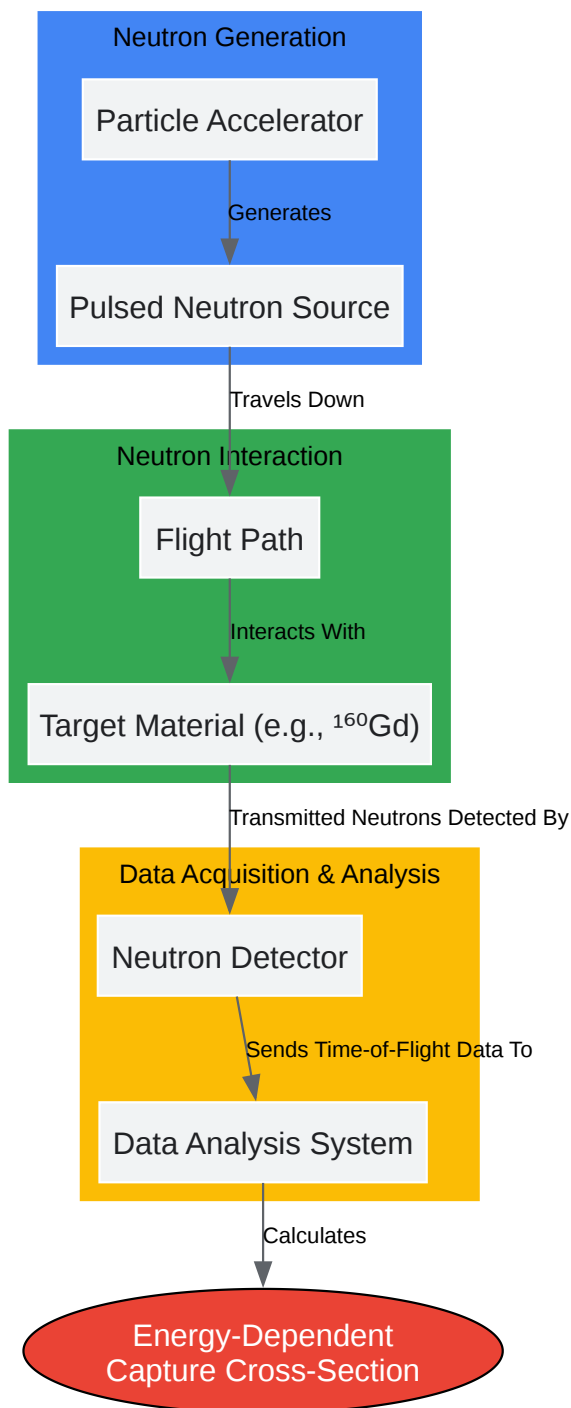 Neutron Generation
Particle Accelerator
Generates
Pulsed Neutron Source
Travels Down
Neutron Interaction
Flight Path
Interacts With
Target Material (e.g., ¹⁶⁰Gd)
Transmitted Neutrons Detected By
Data Acquisition & Analysis
Neutron Detector
Sends Time-of-Flight Data To
Data Analysis System
Calculates
Energy-Dependent
Capture Cross-Section